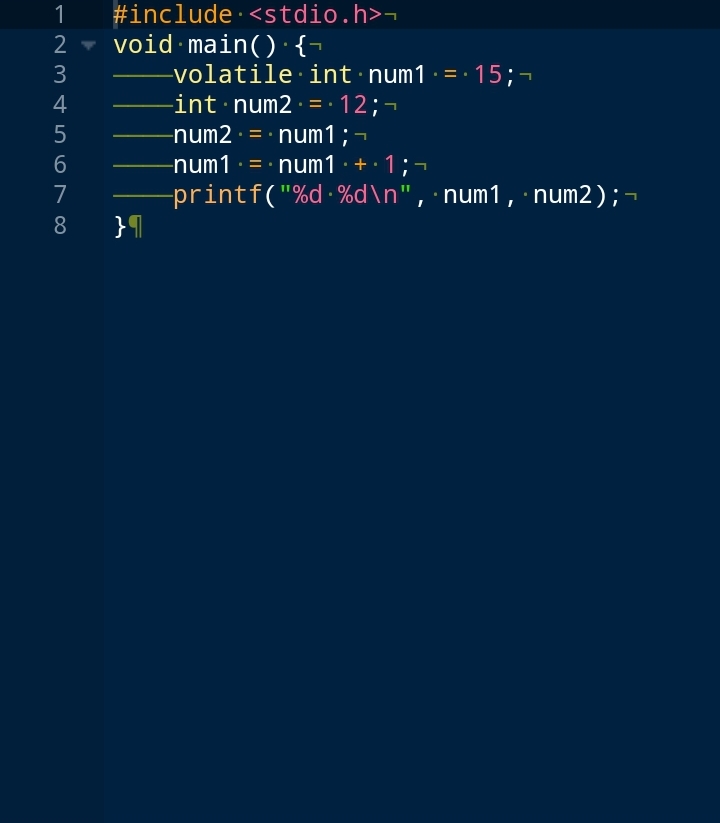 1 #include <stdio.h>
2 void main() {
3     volatile int num1 = 15;
4     int num2 = 12;
5     num2 = num1;
6     num1 = num1 + 1;
7     printf("%d %d\n", num1, num2);
8 }